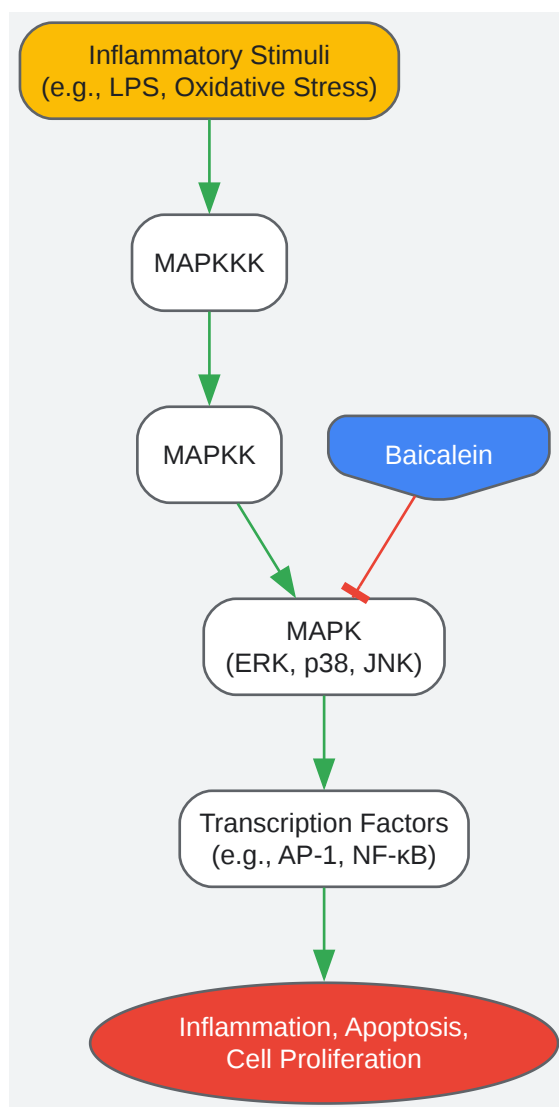 Inflammatory Stimuli
(e.g., LPS, Oxidative Stress)
MAPKKK
MAPKK
Baicalein
MAPK
(ERK, p38, JNK)
Transcription Factors
(e.g., AP-1, NF-κB)
Inflammation, Apoptosis,
Cell Proliferation